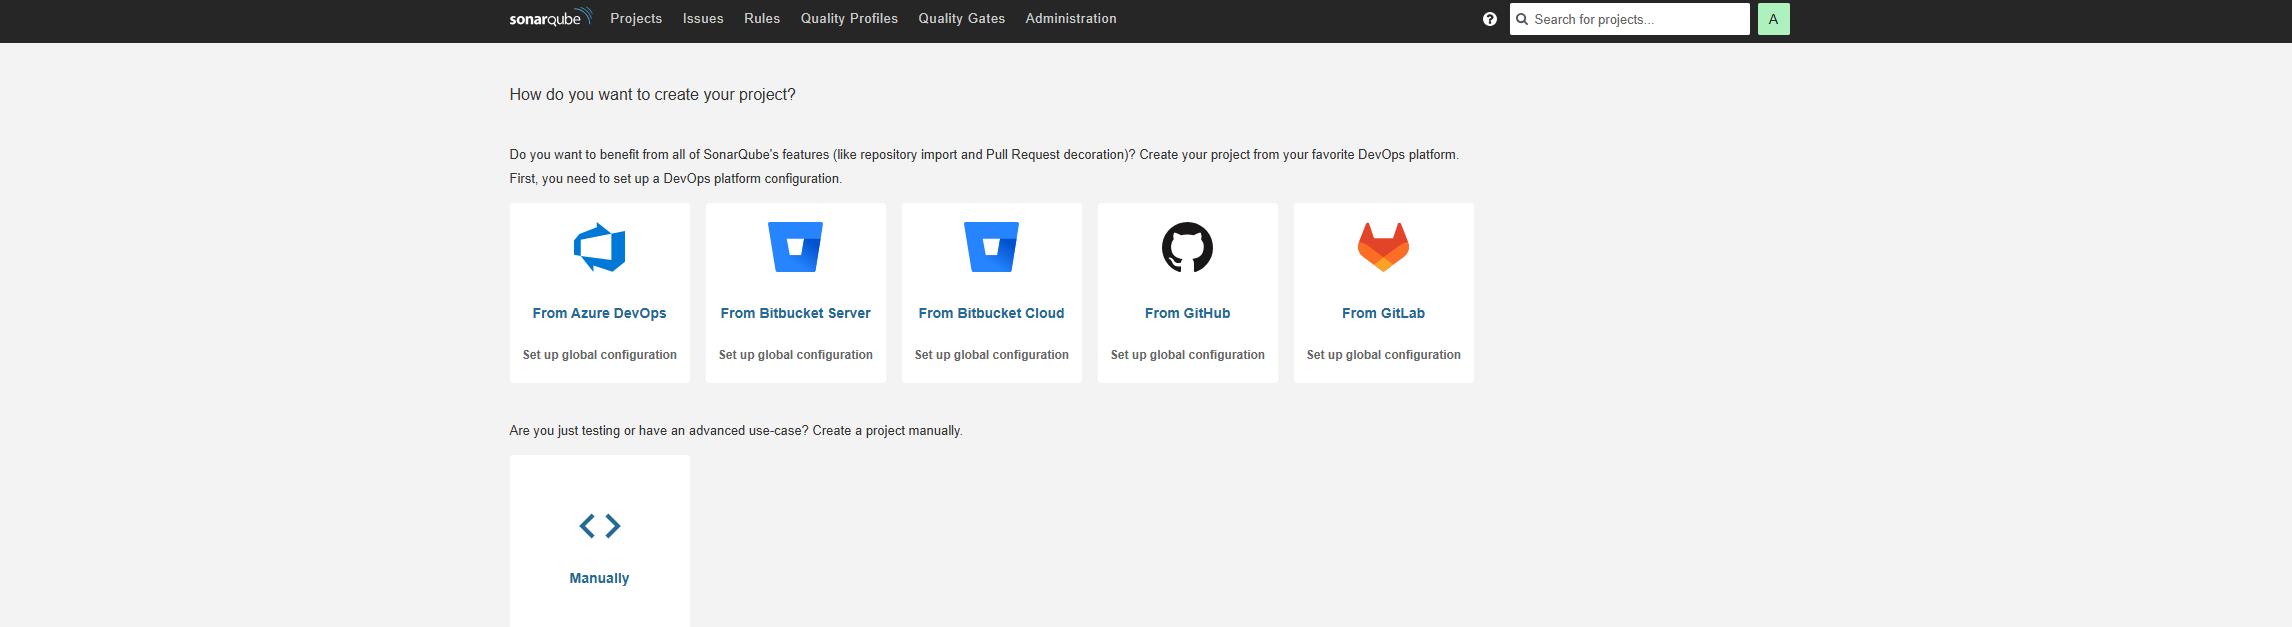 sonarqube Projects Issues Rules Quality Profiles Quality Gates Administration Search for projects... A
How do you want to create your project?
Do you want to benefit from all of SonarQube's features (like repository import and Pull Request decoration)? Create your project from your favorite DevOps platform.
First, you need to set up a DevOps platform configuration.
From Azure DevOps From Bitbucket Server From Bitbucket Cloud From GitHub From GitLab
Set up global configuration Set up global configuration Set up global configuration Set up global configuration Set up global configuration
Are you just testing or have an advanced use-case? Create a project manually.
Manually